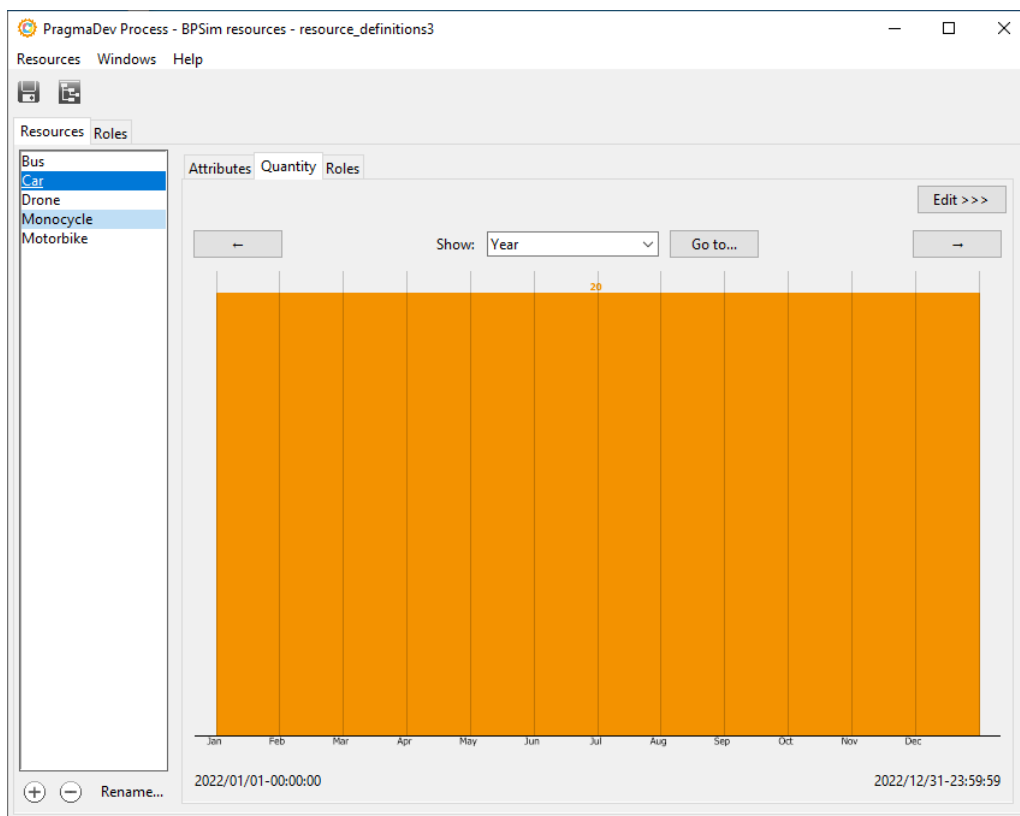 PragmaDev Process - BPSim resources - resource_definitions3
Resources Windows Help
Resources Roles
Bus
Car
Drone
Monocycle
Motorbike
Attributes Quantity Roles
Edit >>>
← Show: Year Go to... →
20
Jan Feb Mar Apr May Jun Jul Aug Sep Oct Nov Dec
2022/01/01-00:00:00 2022/12/31-23:59:59
Rename...